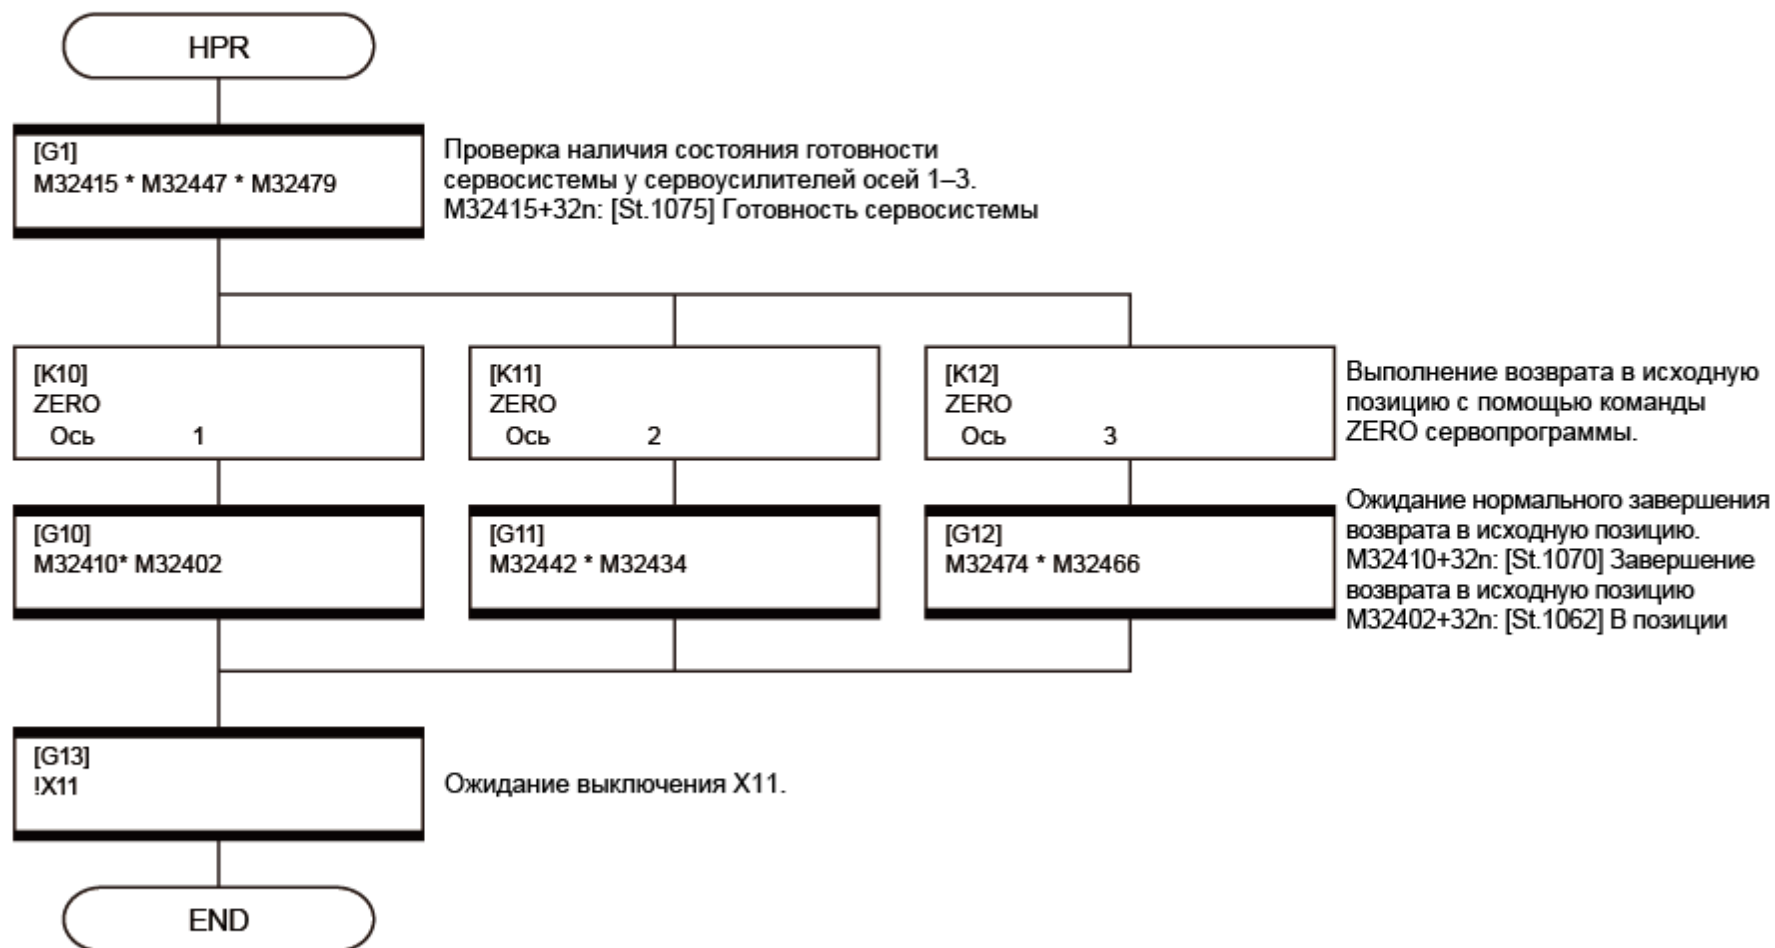 HPR
[G1]
M32415 * M32447 * M32479
Проверка наличия состояния готовности
сервосистемы у сервоусилителей осей 1–3.
M32415+32n: [St.1075] Готовность сервосистемы
[K10]
ZERO
Ось 1
[K11]
ZERO
Ось 2
[K12]
ZERO
Ось 3
Выполнение возврата в исходную
позицию с помощью команды
ZERO сервопрограммы.
[G10]
M32410* M32402
[G11]
M32442 * M32434
[G12]
M32474 * M32466
Ожидание нормального завершения
возврата в исходную позицию.
M32410+32n: [St.1070] Завершение
возврата в исходную позицию
M32402+32n: [St.1062] В позиции
[G13]
!X11
Ожидание выключения X11.
END